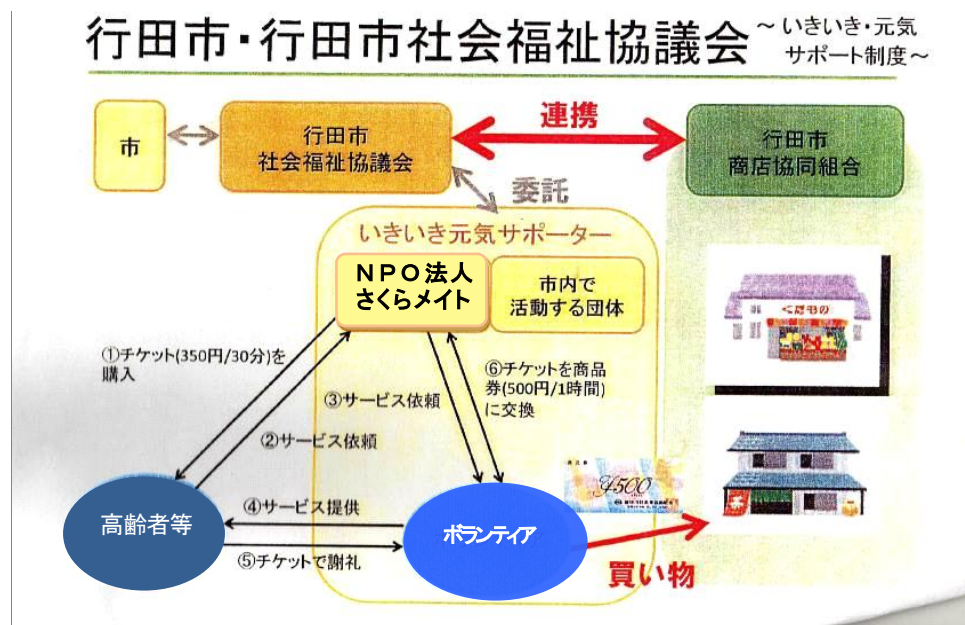 行田市・行田市社会福祉協議会
～いきいき・元気
サポート制度～
市
行田市
社会福祉協議会
連携
行田市
商店協同組合
委託
いきいき元気サポーター
ＮＰＯ法人
さくらメイト
市内で
活動する団体
くだもの
①チケット(350円/30分)を
購入
②サービス依頼
③サービス依頼
⑥チケットを商品
券(500円/1時間)
に交換
¥500
茶
高齢者等
④サービス提供
⑤チケットで謝礼
ボランティア
買い物